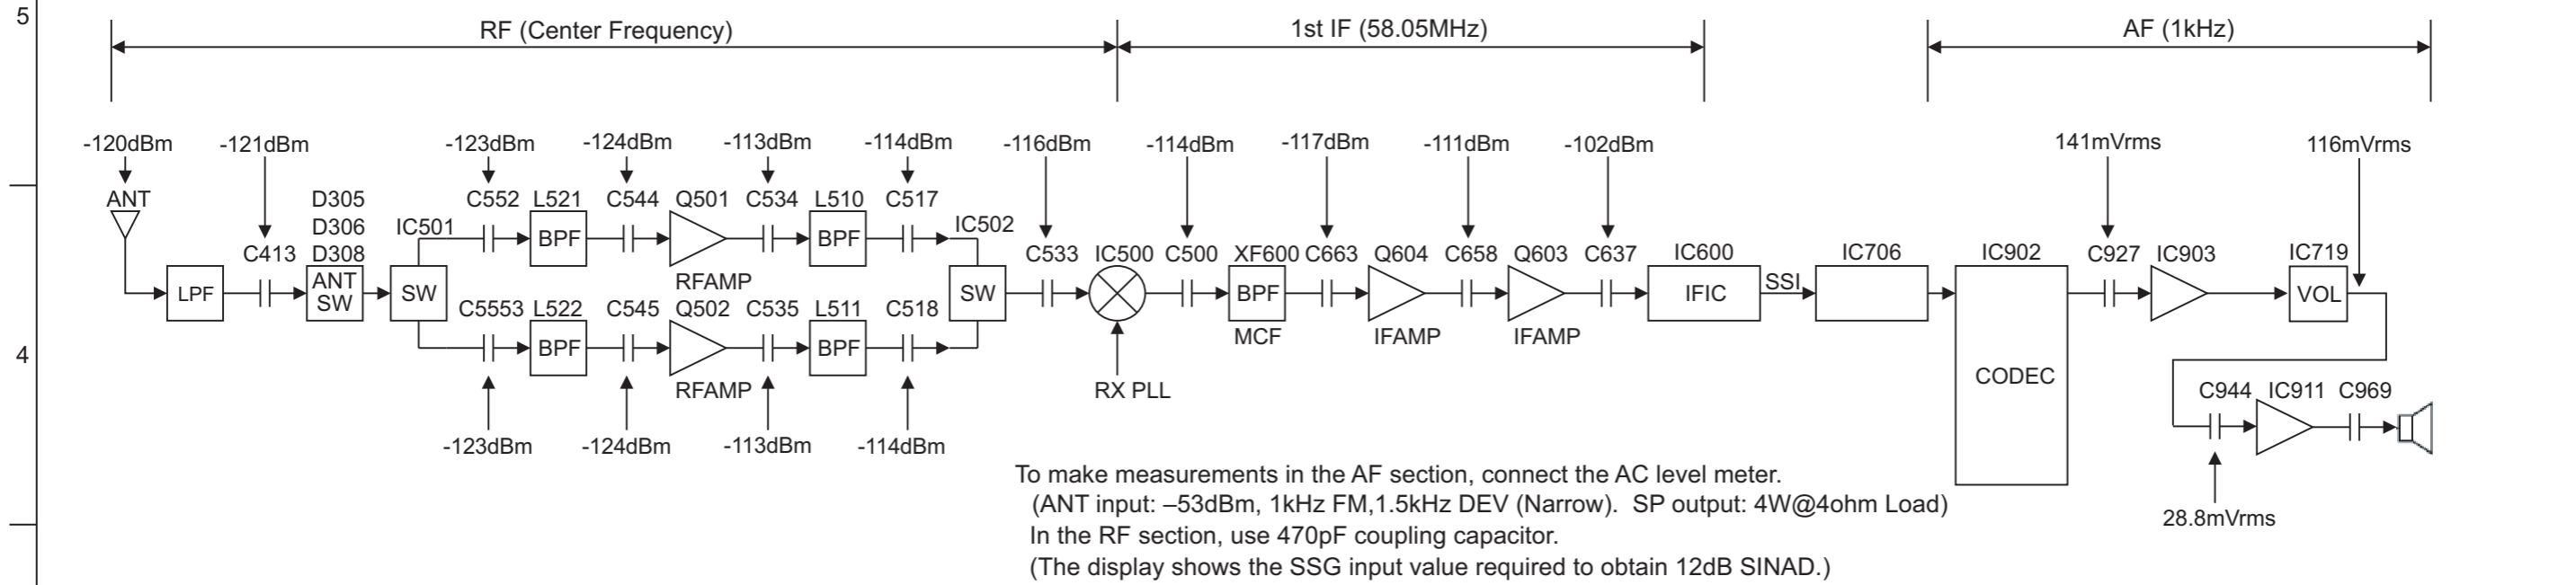 5
RF (Center Frequency)
1st IF (58.05MHz)
AF (1kHz)
-120dBm
-121dBm
-123dBm
-124dBm
-113dBm
-114dBm
-116dBm
-114dBm
-117dBm
-111dBm
-102dBm
141mVrms
116mVrms
ANT
D305
D306
D308
C413
IC501
C552
L521
C544
Q501
C534
L510
C517
IC502
C533
IC500
C500
XF600
C663
Q604
C658
Q603
C637
IC600
IC706
IC902
C927
IC903
IC719
BPF
BPF
RFAMP
LPF
ANT
SW
SW
SW
BPF
IFIC
SSI
VOL
C5553
L522
C545
Q502
C535
L511
C518
MCF
IFAMP
IFAMP
4
BPF
BPF
RFAMP
RX PLL
CODEC
C944
IC911
C969
-123dBm
-124dBm
-113dBm
-114dBm
28.8mVrms
To make measurements in the AF section, connect the AC level meter.
(ANT input: –53dBm, 1kHz FM,1.5kHz DEV (Narrow). SP output: 4W@4ohm Load)
In the RF section, use 470pF coupling capacitor.
(The display shows the SSG input value required to obtain 12dB SINAD.)